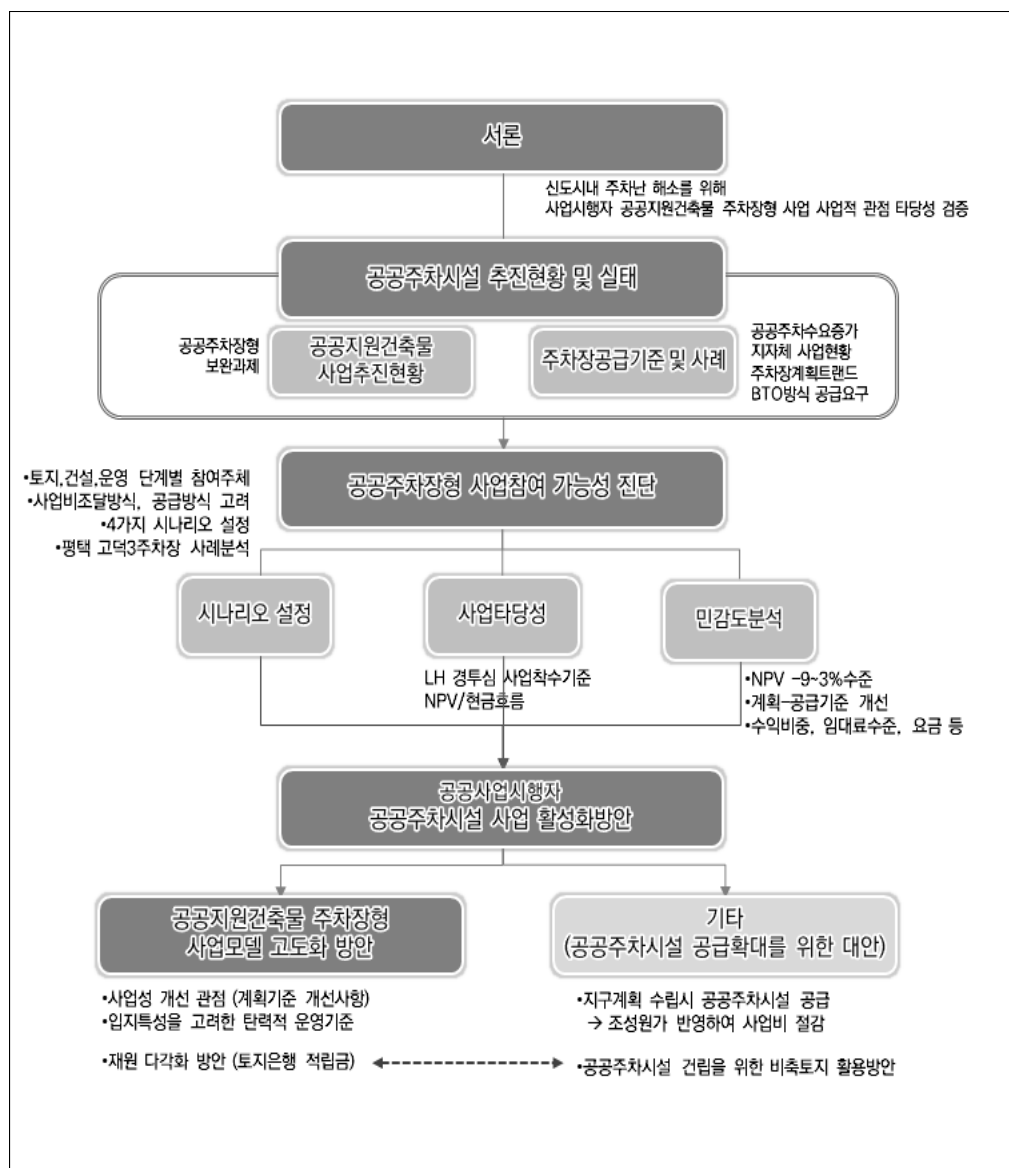 서론
신도시내 주차난 해소를 위해
사업시행자 공공지원건축물 주차장형 사업 사업적 관점 타당성 검증
공공주차시설 추진현황 및 실태
공공주차장형
보완과제
공공지원건축물
사업추진현황
주차장공급기준 및 사례
공공주차수요증가
지자체 사업현황
주차장계획트랜드
BTO방식 공급요구
•토지,건설,운영 단계별 참여주체
•사업비조달방식, 공급방식 고려
•4가지 시나리오 설정
•평택 고덕3주차장 사례분석
공공주차장형 사업참여 가능성 진단
시나리오 설정
사업타당성
민감도분석
LH 경투심 사업착수기준
NPV/현금흐름
•NPV -9~3%수준
•계획-공급기준 개선
•수익비중, 임대료수준, 요금 등
공공사업시행자
공공주차시설 사업 활성화방안
공공지원건축물 주차장형
사업모델 고도화 방안
•사업성 개선 관점 (계획기준 개선사항)
•입지특성을 고려한 탄력적 운영기준
•재원 다각화 방안 (토지은행 적립금)
기타
(공공주차시설 공급확대를 위한 대안)
•지구계획 수립시 공공주차시설 공급
→ 조성원가 반영하여 사업비 절감
•공공주차시설 건립을 위한 비축토지 활용방안